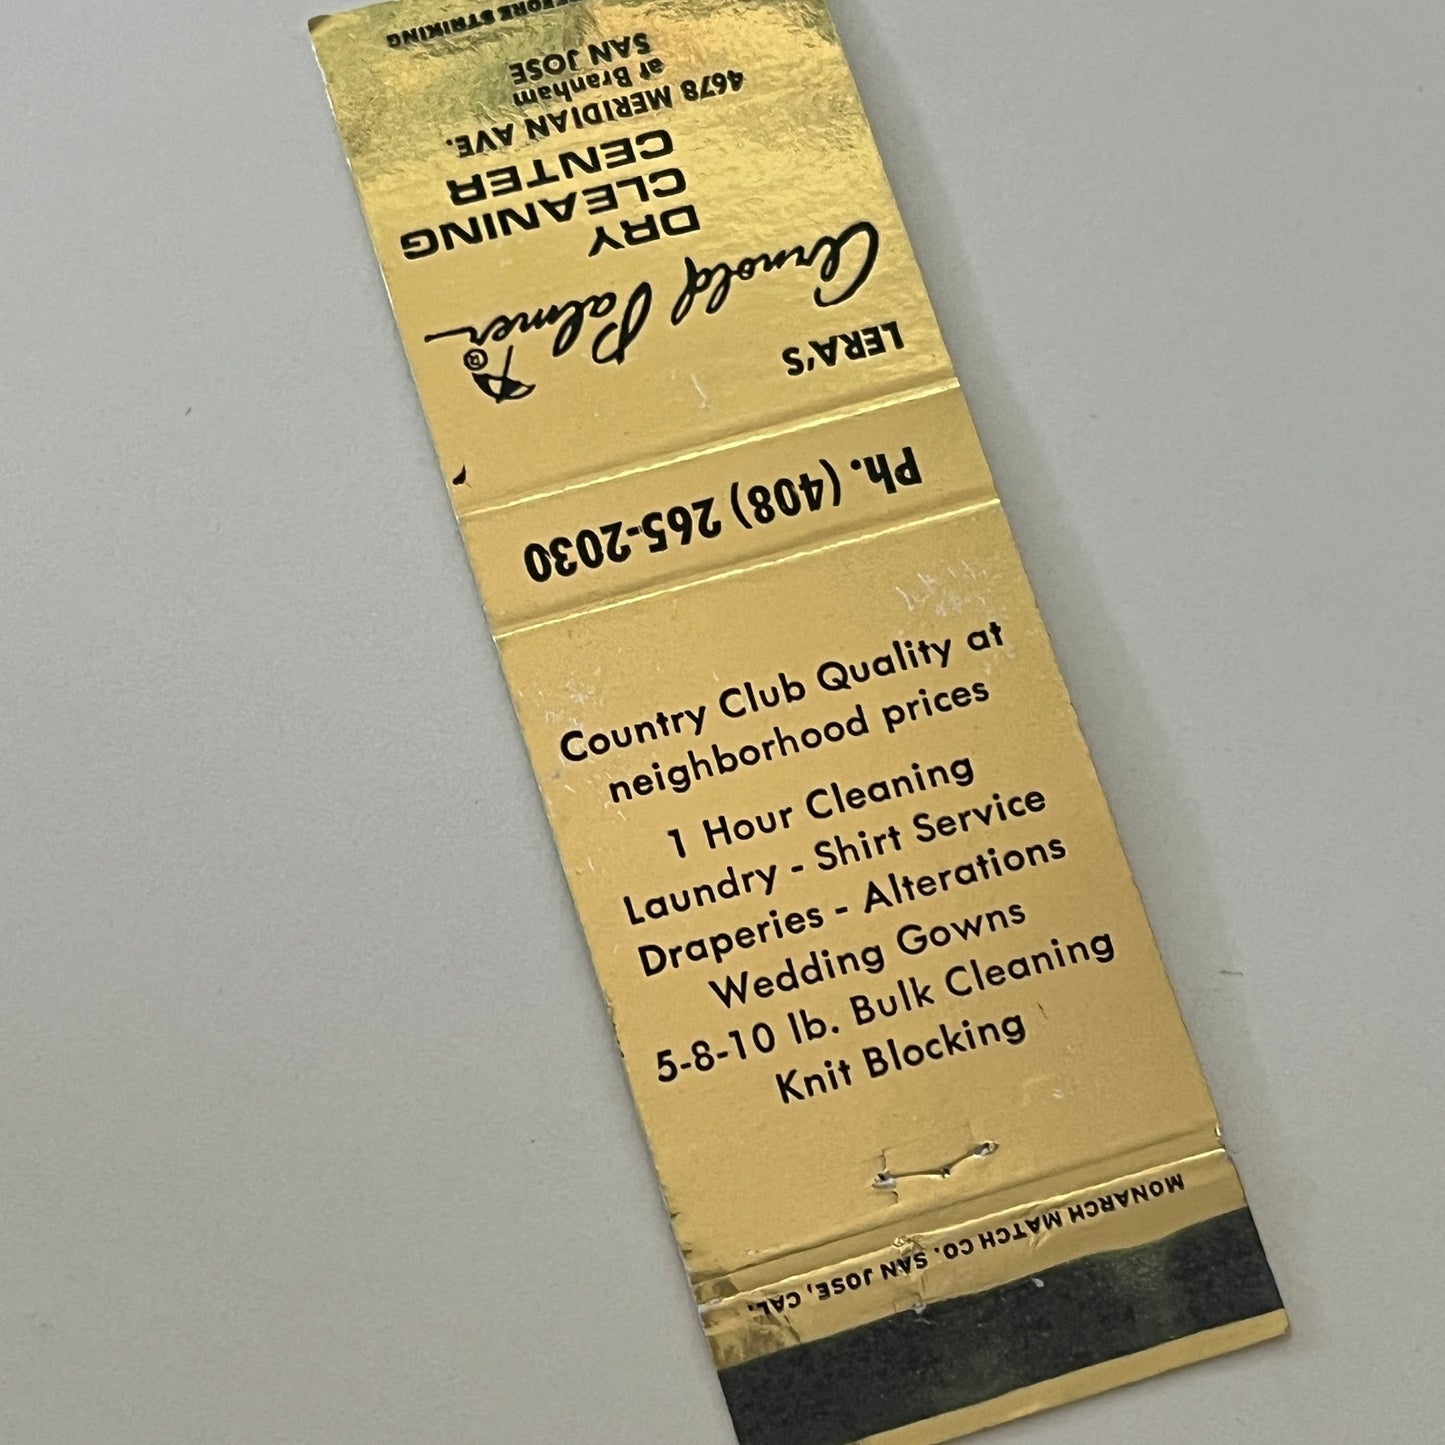 LERA'S
Arnold Palmer ®
DRY
CLEANING
CENTER
4678 MERIDIAN AVE.
at Branham
SAN JOSE
BEFORE STRIKING
Ph. (408) 265-2030
Country Club Quality at
neighborhood prices
1 Hour Cleaning
Laundry - Shirt Service
Draperies - Alterations
Wedding Gowns
5-8-10 lb. Bulk Cleaning
Knit Blocking
MONARCH MATCH CO. SAN JOSE, CAL.